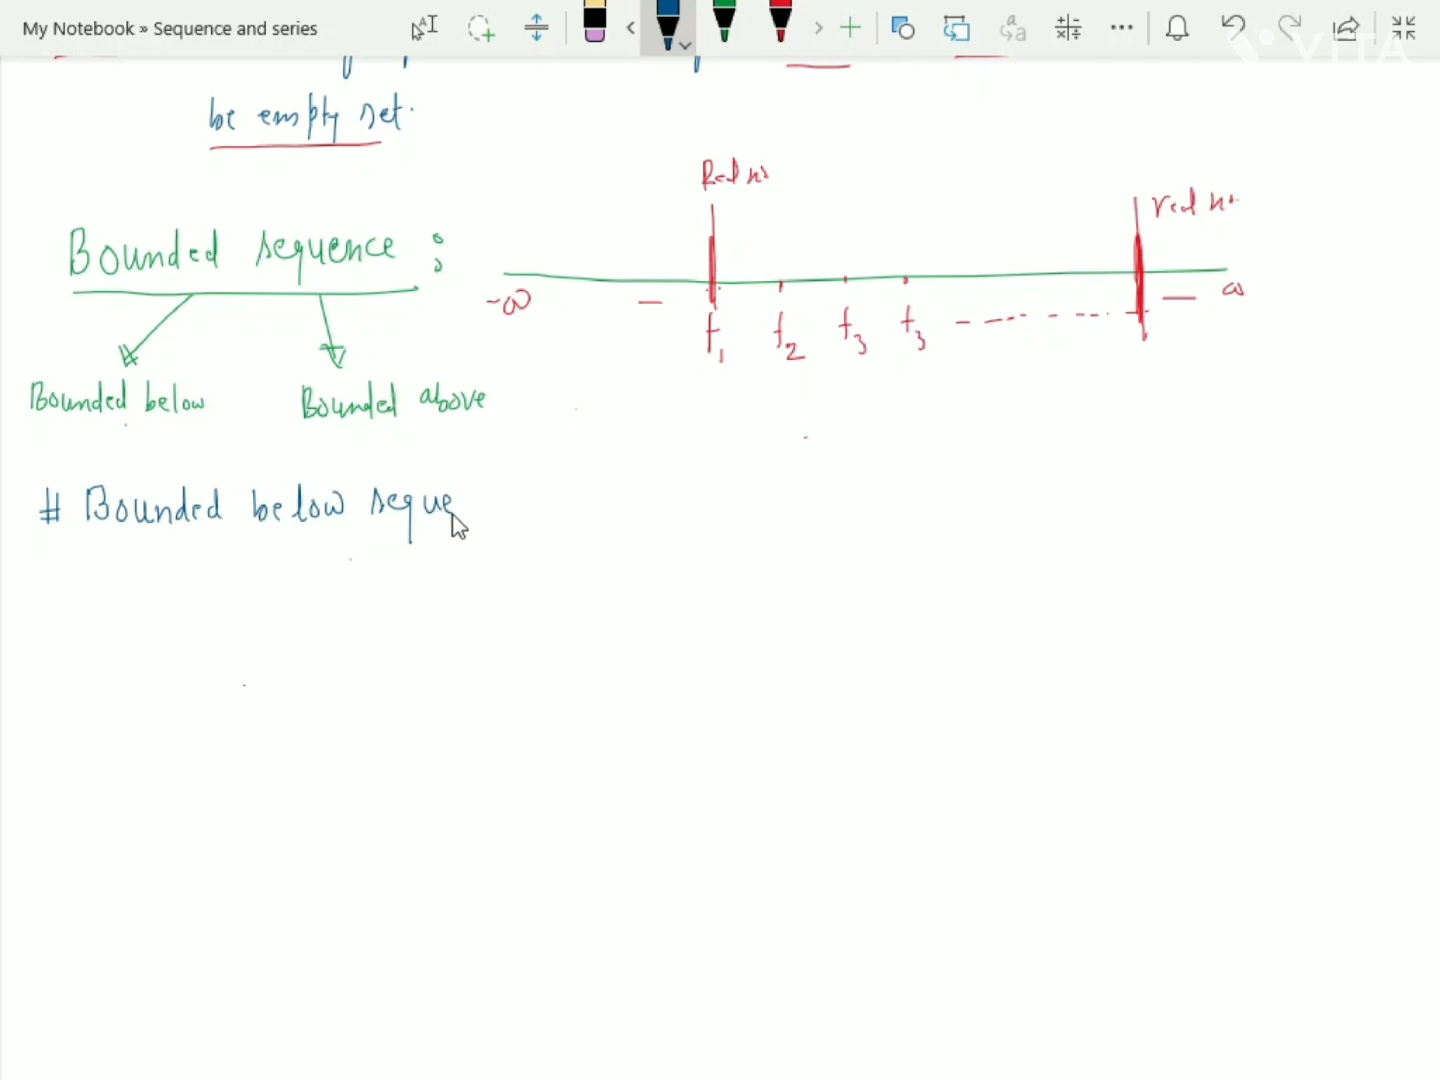 My Notebook » Sequence and series
VITA
be empty set.
Real no
real no.
Bounded sequence :
-∞
f1 f2 f3 f3
∞
Bounded below
Bounded above
# Bounded below seque